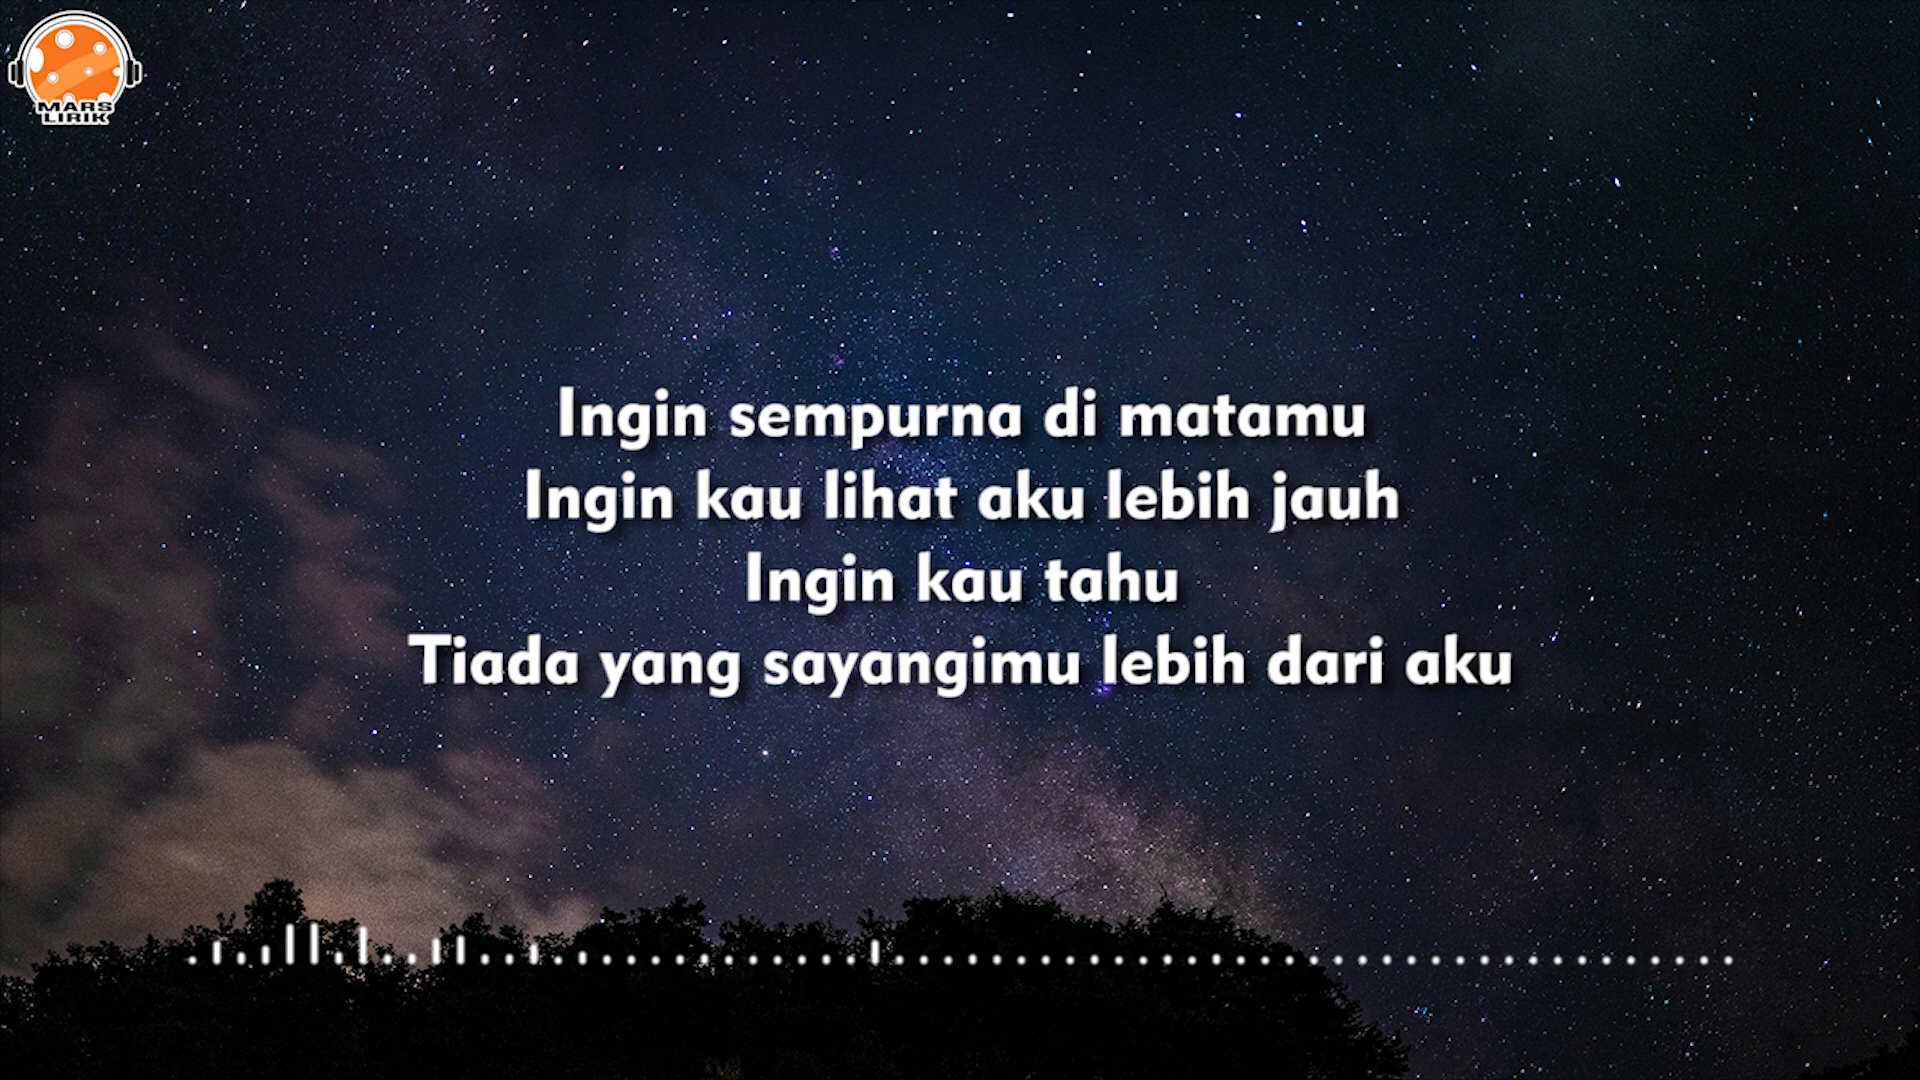 MARS
LIRIK
Ingin sempurna di matamu
Ingin kau lihat aku lebih jauh
Ingin kau tahu
Tiada yang sayangimu lebih dari aku